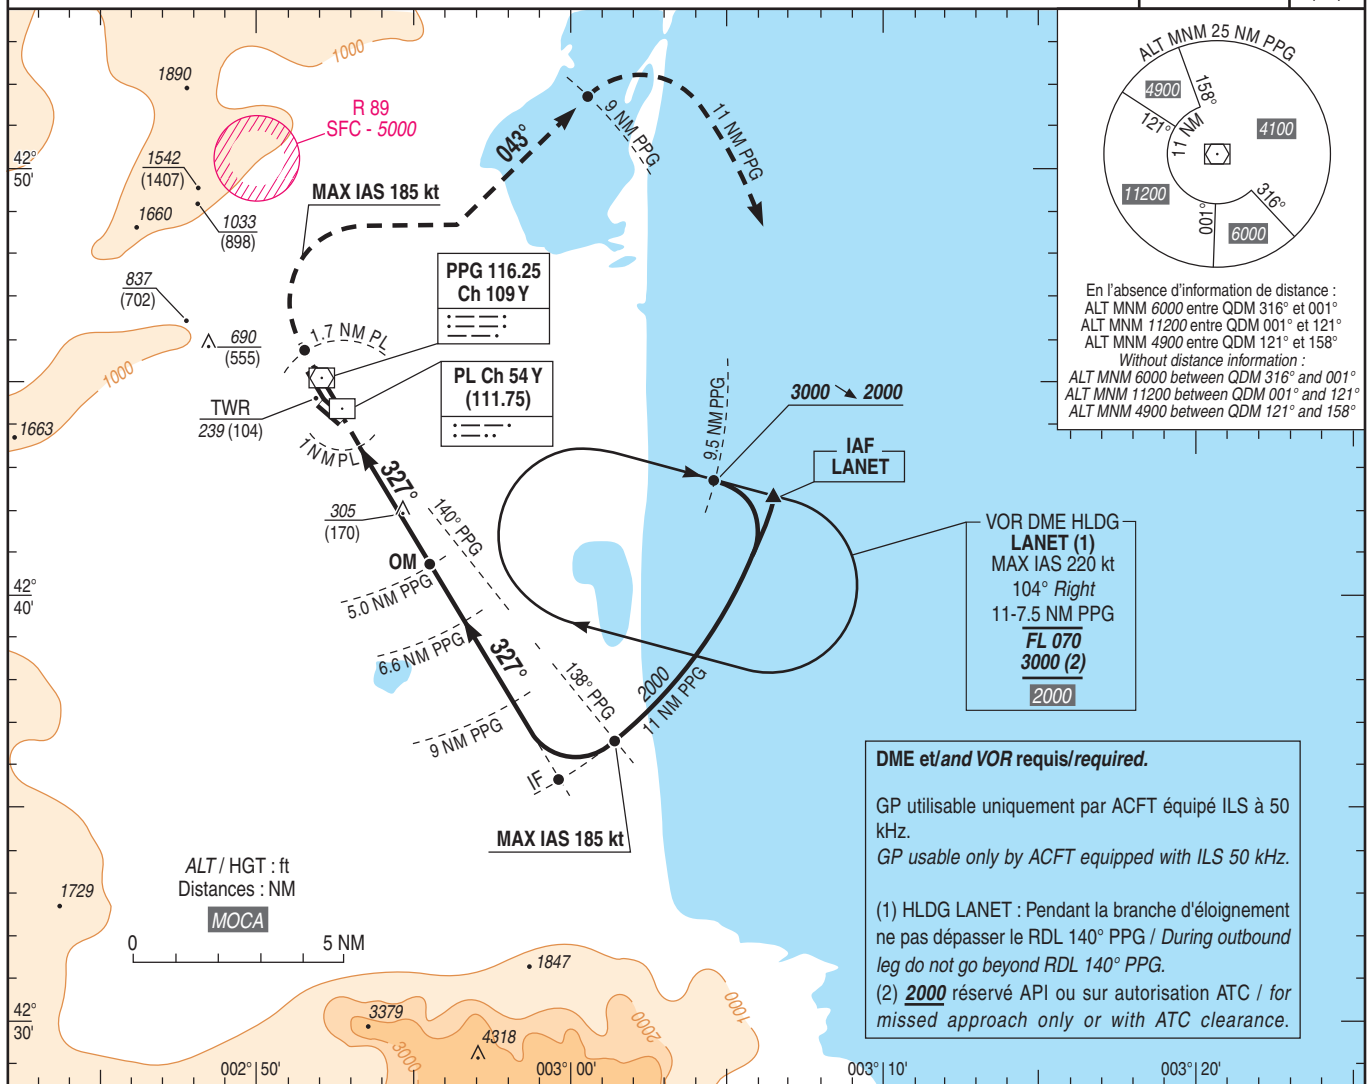 1000
1890
R 89
SFC - 5000
1542
(1407)
1660
1033
(898)
42°
50'
MAX IAS 185 kt
043°
9 NM PPG
11 NM PPG
ALT MNM 25 NM PPG
4900
158°
121°
11 NM
4100
11200
001°
316°
6000
En l'absence d'information de distance :
ALT MNM 6000 entre QDM 316° et 001°
ALT MNM 11200 entre QDM 001° et 121°
ALT MNM 4900 entre QDM 121° et 158°
Without distance information :
ALT MNM 6000 between QDM 316° and 001°
ALT MNM 11200 between QDM 001° and 121°
ALT MNM 4900 between QDM 121° and 158°
837
(702)
690
(555)
1000
1663
PPG 116.25
Ch 109 Y
1.7 NM PL
PL Ch 54 Y
(111.75)
TWR
239 (104)
1NM PL
327°
9.5 NM PPG
3000 2000
IAF
LANET
305
(170)
140° PPG
OM
5.0 NM PPG
6.6 NM PPG
327°
9 NM PPG
138° PPG
2000
11 NM PPG
IF
MAX IAS 185 kt
42°
40'
VOR DME HLDG
LANET (1)
MAX IAS 220 kt
104° Right
11-7.5 NM PPG
FL 070
3000 (2)
2000
DME et/and VOR requis/required.
GP utilisable uniquement par ACFT équipé ILS à 50
kHz.
GP usable only by ACFT equipped with ILS 50 kHz.
(1) HLDG LANET : Pendant la branche d'éloignement
ne pas dépasser le RDL 140° PPG / During outbound
leg do not go beyond RDL 140° PPG.
(2) 2000 réservé API ou sur autorisation ATC / for
missed approach only or with ATC clearance.
ALT / HGT : ft
Distances : NM
MOCA
0 5 NM
1729
1847
3379
4318
3000
2000
1000
42°
30'
002° 50'
003° 00'
003° 10'
003° 20'